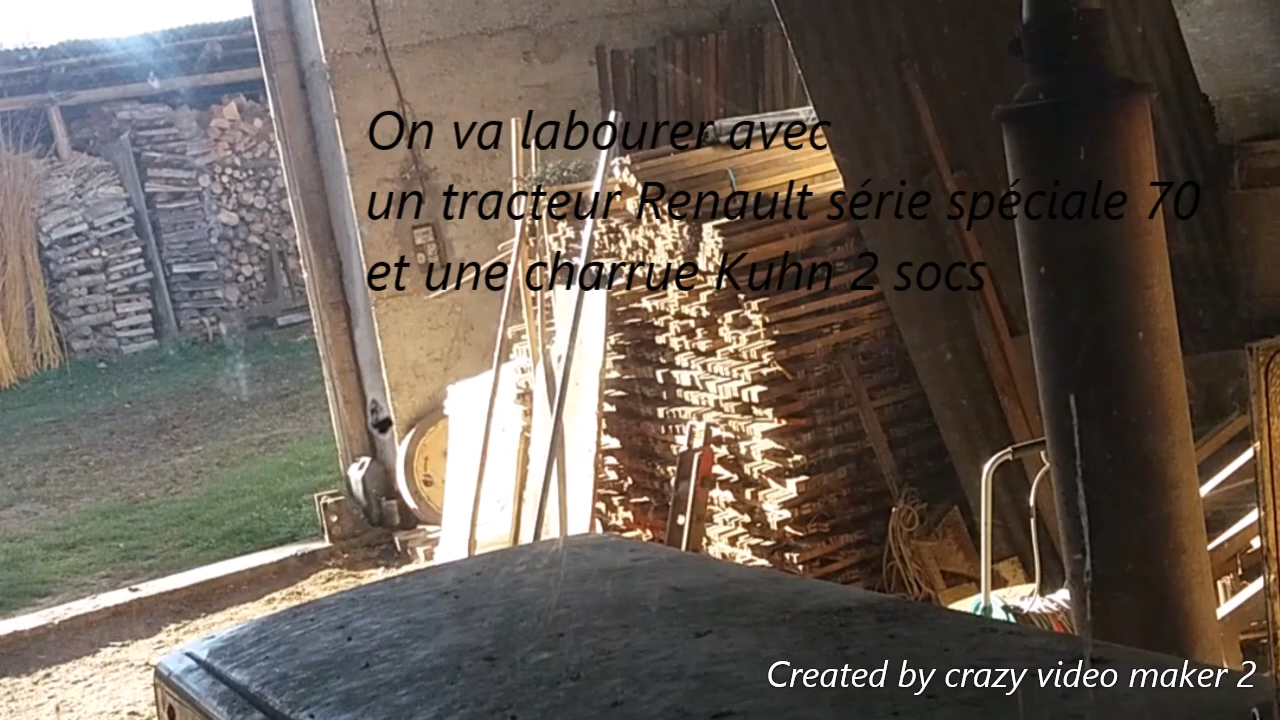 On va labourer avec
un tracteur Renault série spéciale 70
et une charrue Kuhn 2 socs
Created by crazy video maker 2